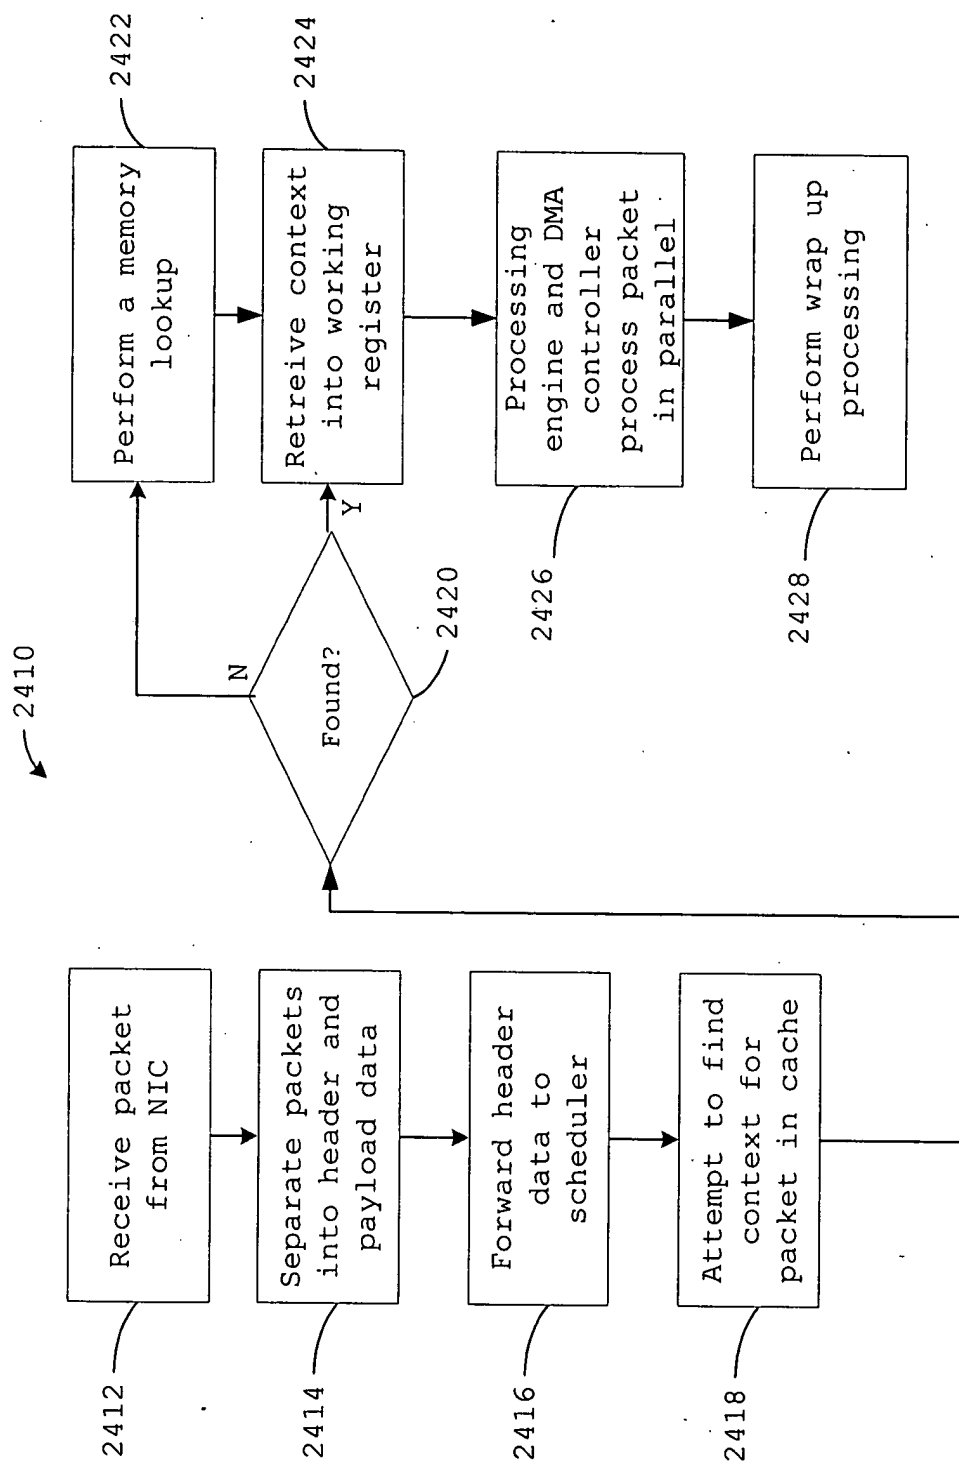 2410
2412
Receive packet
from NIC
2414
Separate packets
into header and
payload data
2416
Forward header
data to
scheduler
2418
Attempt to find
context for
packet in cache
Found?
2420
N
Y
2422
Perform a memory
lookup
2424
Retreive context
into working
register
2426
Processing
engine and DMA
controller
process packet
in parallel
2428
Perform wrap up
processing